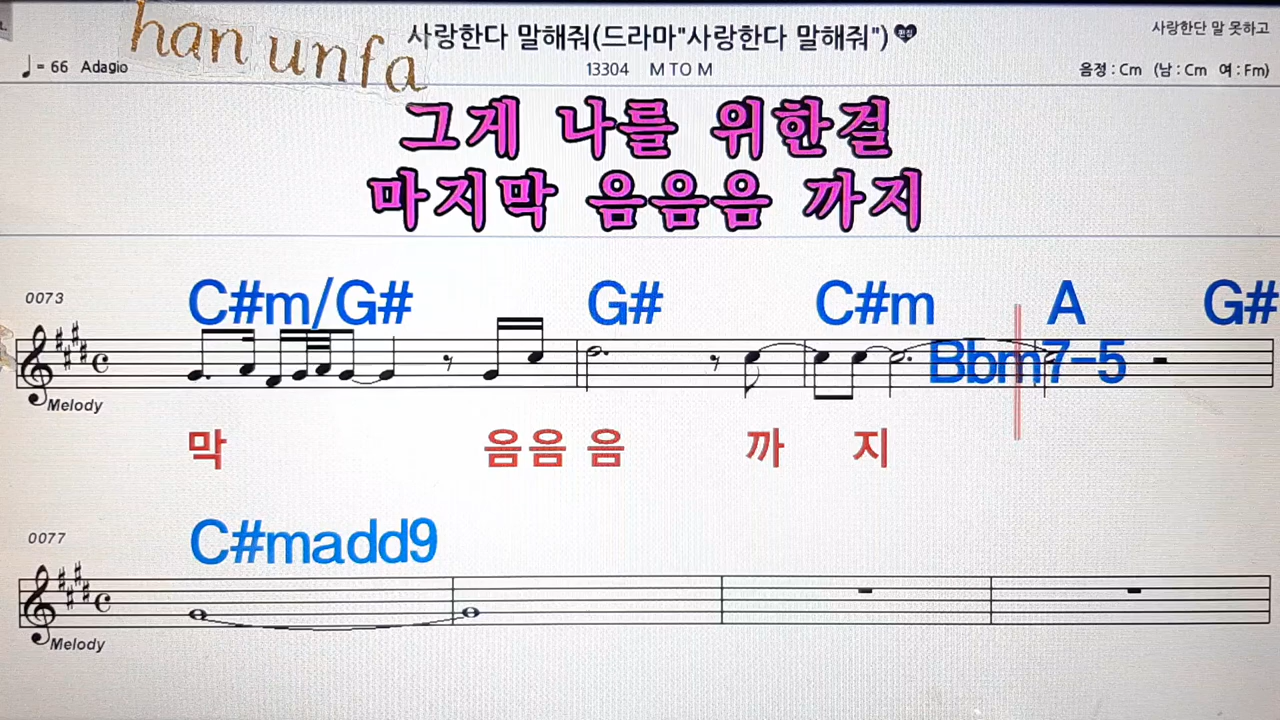 han unfa
사랑한다 말해줘(드라마"사랑한다 말해줘")
편심
사랑한단 말 못하고
♩= 66 Adagio
13304 M TO M
음정 : Cm (남 : Cm 여 : Fm)
그게 나를 위한걸
마지막 음음음 까지
0073
C#m/G# G# C#m A G#
Bbm7-5
Melody
막 음음 음 까 지
0077
C#madd9
Melody